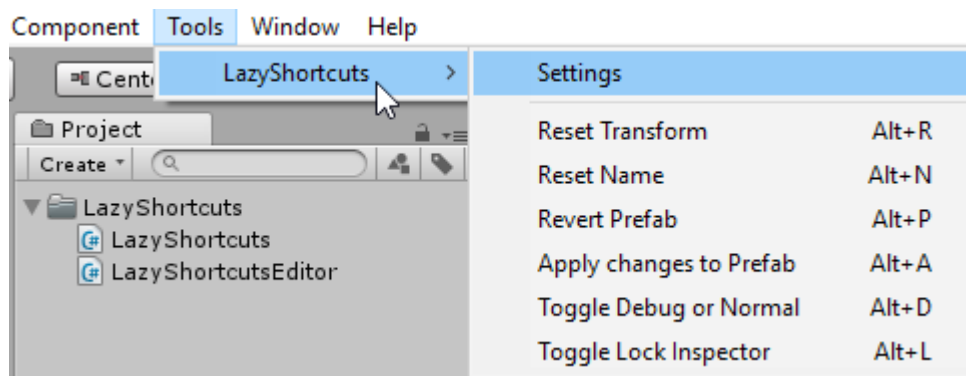 Component Tools Window Help
Cente
LazyShortcuts > Settings
Project
Create
Reset Transform Alt+R
Reset Name Alt+N
Revert Prefab Alt+P
Apply changes to Prefab Alt+A
Toggle Debug or Normal Alt+D
Toggle Lock Inspector Alt+L
LazyShortcuts
LazyShortcuts
LazyShortcutsEditor